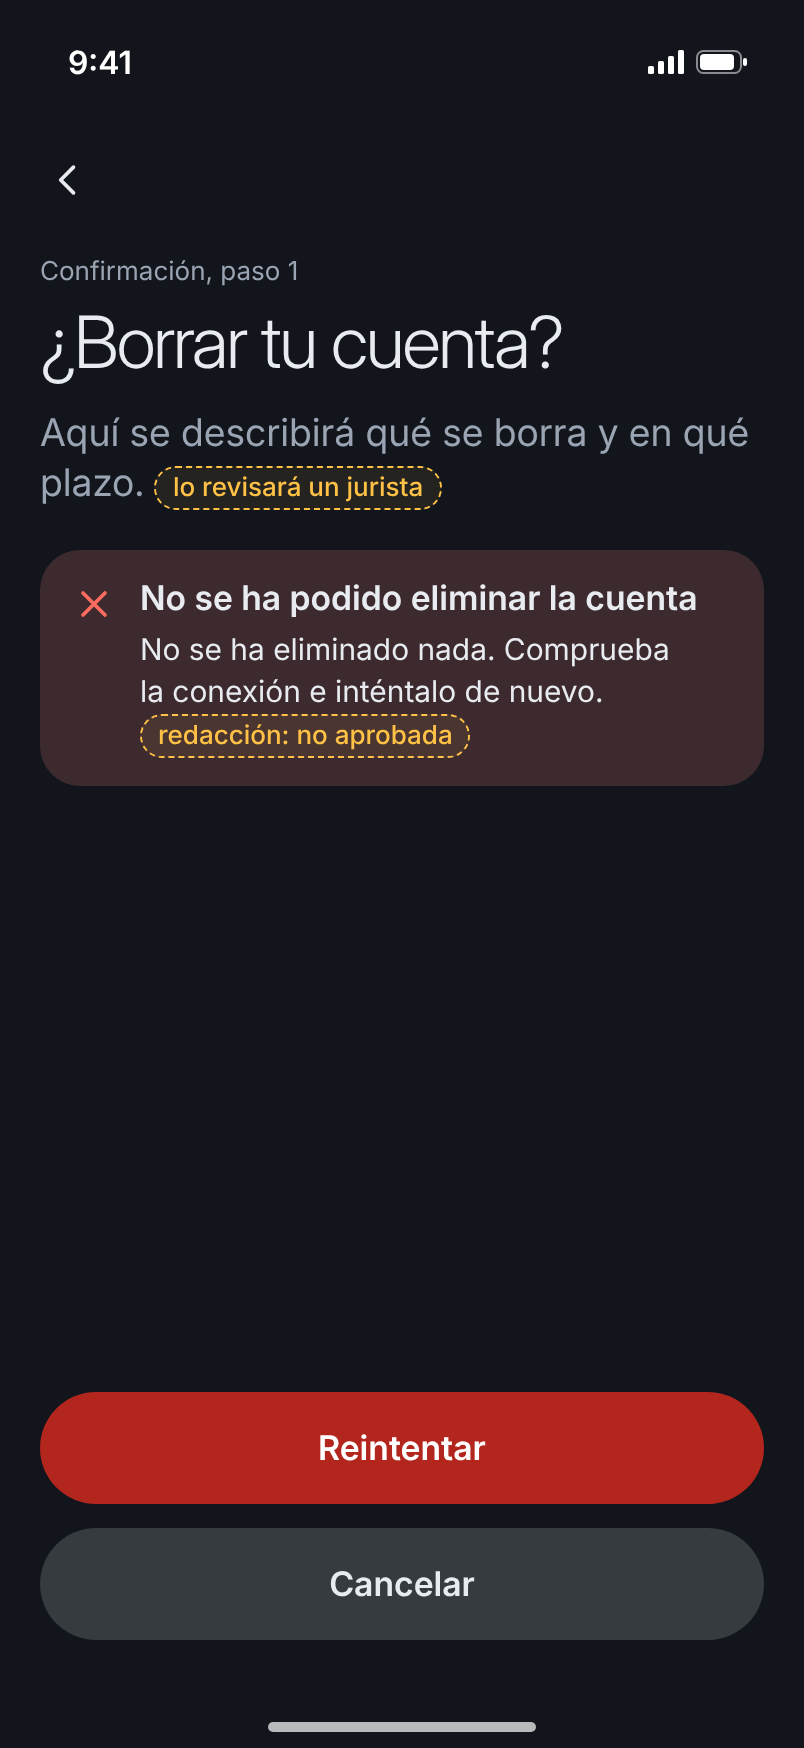 9:41
Confirmación, paso 1
¿Borrar tu cuenta?
Aquí se describirá qué se borra y en qué
plazo. lo revisará un jurista
No se ha podido eliminar la cuenta
No se ha eliminado nada. Comprueba
la conexión e inténtalo de nuevo.
redacción: no aprobada
Reintentar
Cancelar